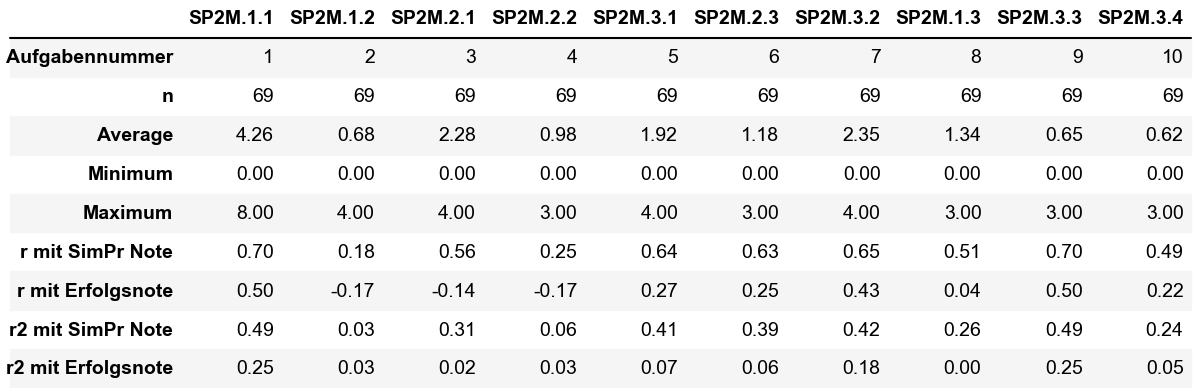 SP2M.1.1 SP2M.1.2 SP2M.2.1 SP2M.2.2 SP2M.3.1 SP2M.2.3 SP2M.3.2 SP2M.1.3 SP2M.3.3 SP2M.3.4
Aufgabennummer 1 2 3 4 5 6 7 8 9 10
n 69 69 69 69 69 69 69 69 69 69
Average 4.26 0.68 2.28 0.98 1.92 1.18 2.35 1.34 0.65 0.62
Minimum 0.00 0.00 0.00 0.00 0.00 0.00 0.00 0.00 0.00 0.00
Maximum 8.00 4.00 4.00 3.00 4.00 3.00 4.00 3.00 3.00 3.00
r mit SimPr Note 0.70 0.18 0.56 0.25 0.64 0.63 0.65 0.51 0.70 0.49
r mit Erfolgsnote 0.50 -0.17 -0.14 -0.17 0.27 0.25 0.43 0.04 0.50 0.22
r2 mit SimPr Note 0.49 0.03 0.31 0.06 0.41 0.39 0.42 0.26 0.49 0.24
r2 mit Erfolgsnote 0.25 0.03 0.02 0.03 0.07 0.06 0.18 0.00 0.25 0.05